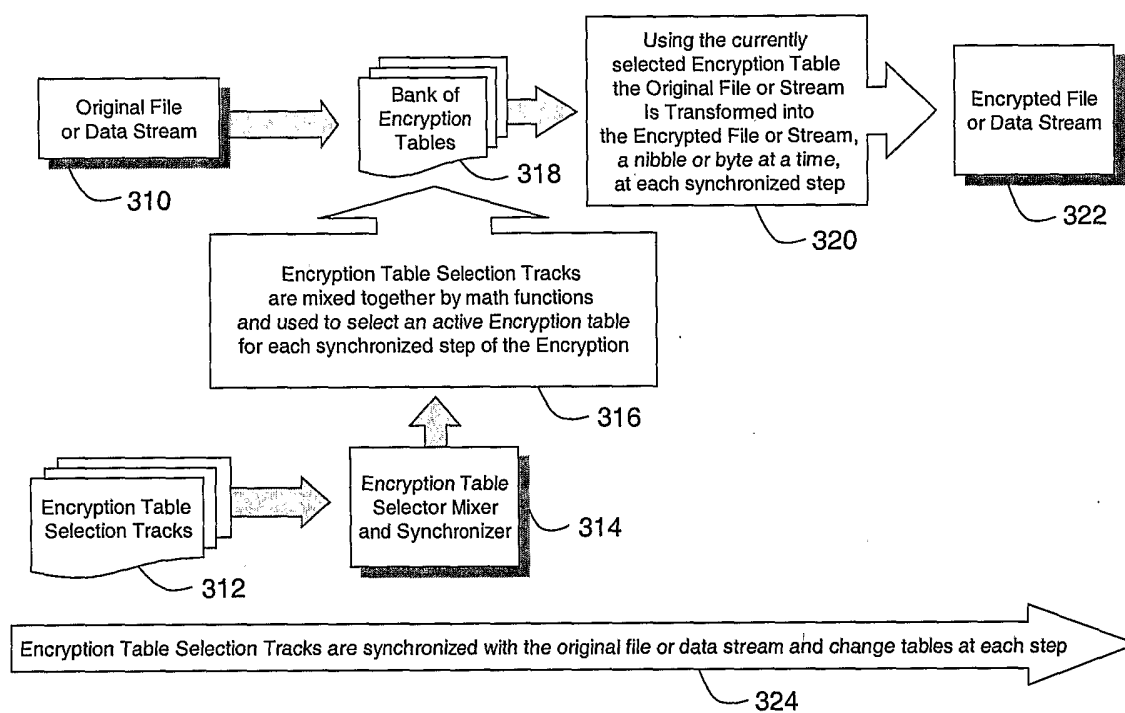 Original File
or Data Stream
310
Bank of
Encryption
Tables
318
Using the currently
selected Encryption Table
the Original File or Stream
Is Transformed into
the Encrypted File or Stream,
a nibble or byte at a time,
at each synchronized step
320
Encrypted File
or Data Stream
322
Encryption Table Selection Tracks
are mixed together by math functions
and used to select an active Encryption table
for each synchronized step of the Encryption
316
Encryption Table
Selection Tracks
312
Encryption Table
Selector Mixer
and Synchronizer
314
Encryption Table Selection Tracks are synchronized with the original file or data stream and change tables at each step
324